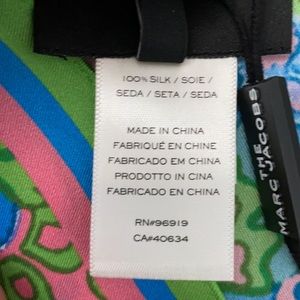 100% SILK / SOIE /
SEDA / SETA / SEDA
MADE IN CHINA
FABRIQUÉ EN CHINE
FABRICADO EM CHINA
PRODOTTO IN CINA
FABRICADO EN CHINA
RN#96919
CA#40634
THE
MARC JACOBS